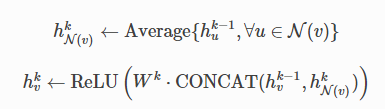 h^k_{𝒩(v)} ← Average{h^{k−1}_u, ∀u ∈ 𝒩(v)}
h^k_v ← ReLU(W^k · CONCAT(h^{k−1}_v, h^k_{𝒩(v)}))